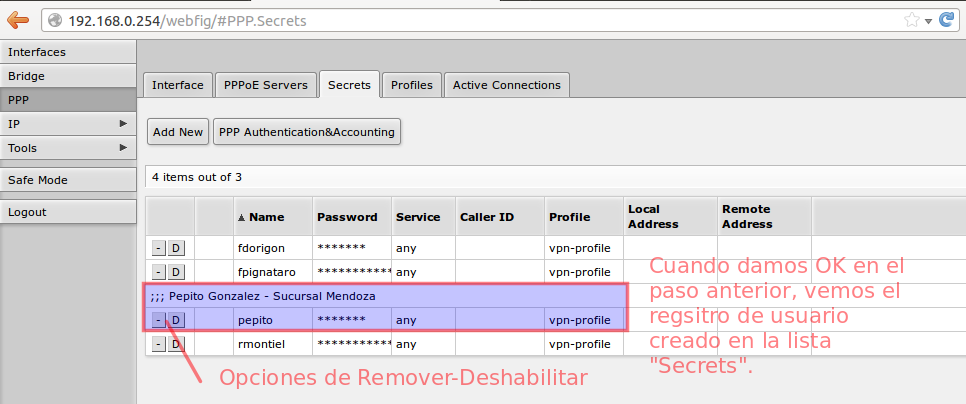 192.168.0.254/webfig/#PPP.Secrets
Interfaces
Bridge
PPP
IP
Tools
Safe Mode
Logout
Interface PPPoE Servers Secrets Profiles Active Connections
Add New PPP Authentication&Accounting
4 items out of 3
Name Password Service Caller ID Profile Local Address Remote Address
- D fdorigon ******* any vpn-profile
- D fpignataro *********** any vpn-profile
;;; Pepito Gonzalez - Sucursal Mendoza
- D pepito ******* any vpn-profile
- D rmontiel *********** any vpn-profile
Cuando damos OK en el
paso anterior, vemos el
regsitro de usuario
creado en la lista
"Secrets".
Opciones de Remover-Deshabilitar